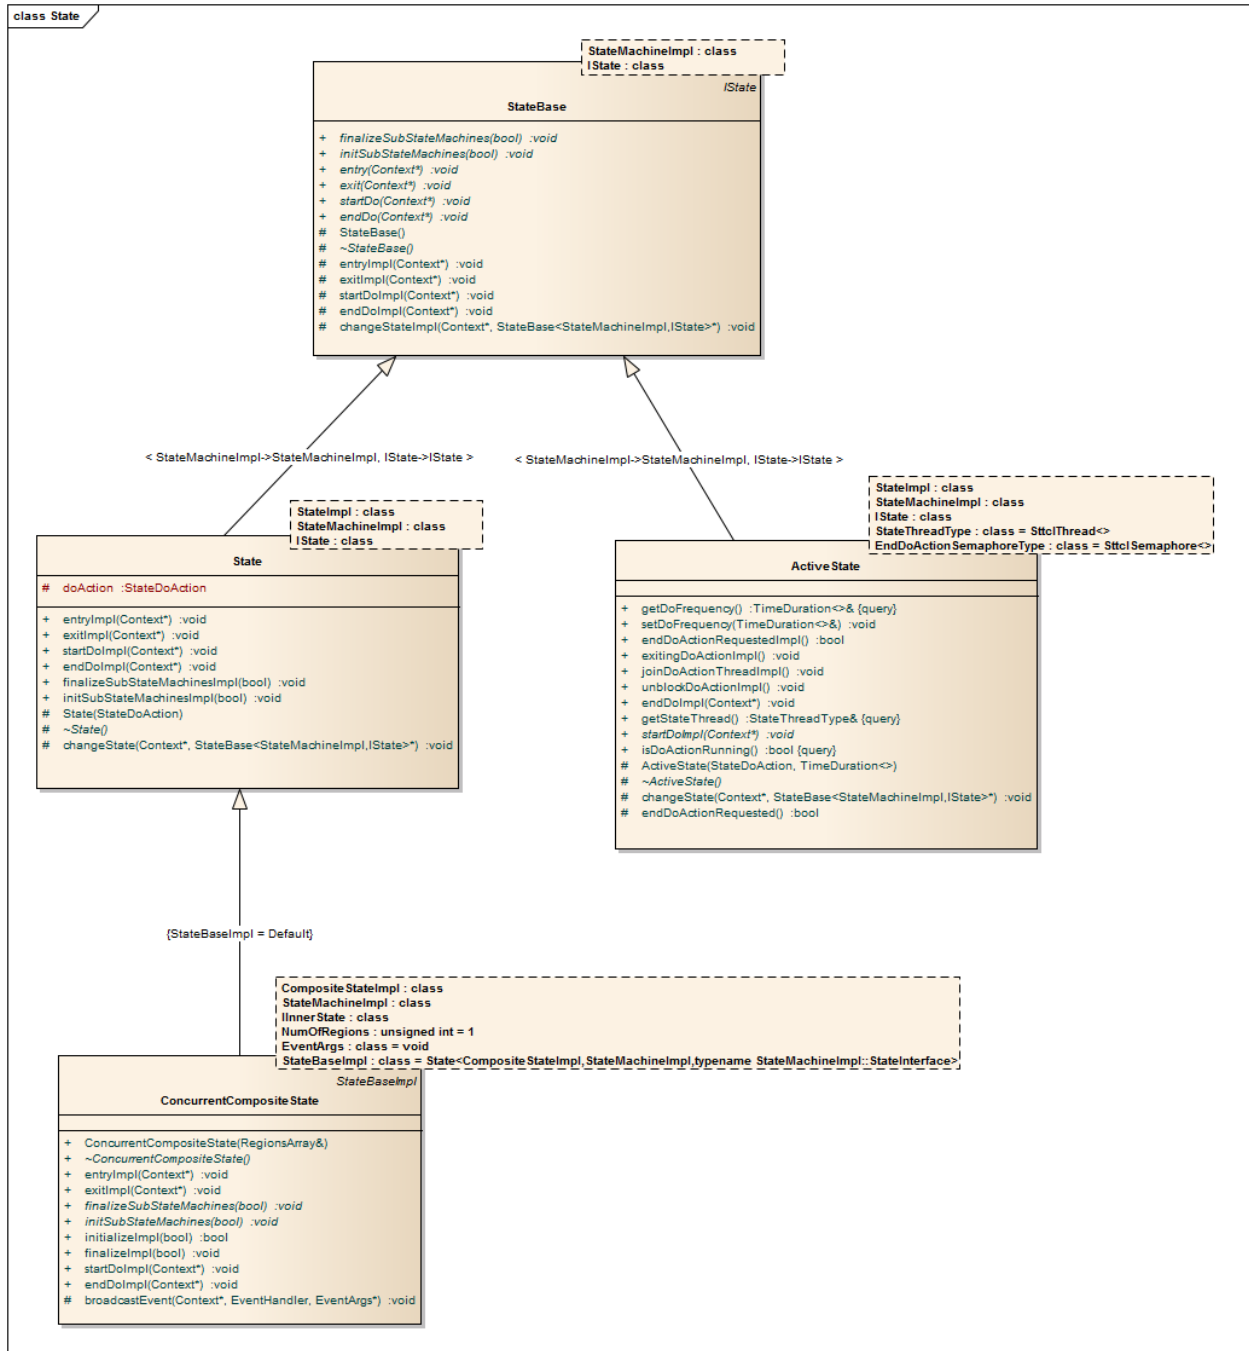 class State
StateMachineImpl : class
IState : class
IState
StateBase
+ finalizeSubStateMachines(bool) :void
+ initSubStateMachines(bool) :void
+ entry(Context*) :void
+ exit(Context*) :void
+ startDo(Context*) :void
+ endDo(Context*) :void
# StateBase()
# ~StateBase()
# entryImpl(Context*) :void
# exitImpl(Context*) :void
# startDoImpl(Context*) :void
# endDoImpl(Context*) :void
# changeStateImpl(Context*, StateBase<StateMachineImpl,IState>*) :void
< StateMachineImpl->StateMachineImpl, IState->IState >
< StateMachineImpl->StateMachineImpl, IState->IState >
StateImpl : class
StateMachineImpl : class
IState : class
State
# doAction :StateDoAction
+ entryImpl(Context*) :void
+ exitImpl(Context*) :void
+ startDoImpl(Context*) :void
+ endDoImpl(Context*) :void
+ finalizeSubStateMachinesImpl(bool) :void
+ initSubStateMachinesImpl(bool) :void
# State(StateDoAction)
# ~State()
# changeState(Context*, StateBase<StateMachineImpl,IState>*) :void
StateImpl : class
StateMachineImpl : class
IState : class
StateThreadType : class = SttclThread<>
EndDoActionSemaphoreType : class = SttclSemaphore<>
ActiveState
+ getDoFrequency() :TimeDuration<>& {query}
+ setDoFrequency(TimeDuration<>&) :void
+ endDoActionRequestedImpl() :bool
+ exitingDoActionImpl() :void
+ joinDoActionThreadImpl() :void
+ unblockDoActionImpl() :void
+ endDoImpl(Context*) :void
+ getStateThread() :StateThreadType& {query}
+ startDoImpl(Context*) :void
+ isDoActionRunning() :bool {query}
# ActiveState(StateDoAction, TimeDuration<>)
# ~ActiveState()
# changeState(Context*, StateBase<StateMachineImpl,IState>*) :void
# endDoActionRequested() :bool
{StateBaseImpl = Default}
CompositeStateImpl : class
StateMachineImpl : class
IInnerState : class
NumOfRegions : unsigned int = 1
EventArgs : class = void
StateBaseImpl : class = State<CompositeStateImpl,StateMachineImpl,typename StateMachineImpl::StateInterface>
StateBaseImpl
ConcurrentCompositeState
+ ConcurrentCompositeState(RegionsArray&)
+ ~ConcurrentCompositeState()
+ entryImpl(Context*) :void
+ exitImpl(Context*) :void
+ finalizeSubStateMachines(bool) :void
+ initSubStateMachines(bool) :void
+ initializeImpl(bool) :bool
+ finalizeImpl(bool) :void
+ startDoImpl(Context*) :void
+ endDoImpl(Context*) :void
# broadcastEvent(Context*, EventHandler, EventArgs*) :void